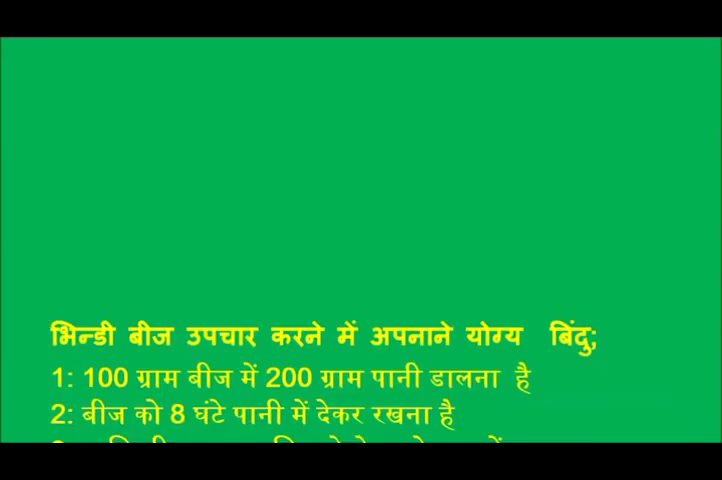 भिन्डी बीज उपचार करने में अपनाने योग्य बिंदु;
1: 100 ग्राम बीज में 200 ग्राम पानी डालना है
2: बीज को 8 घंटे पानी में देकर रखना है